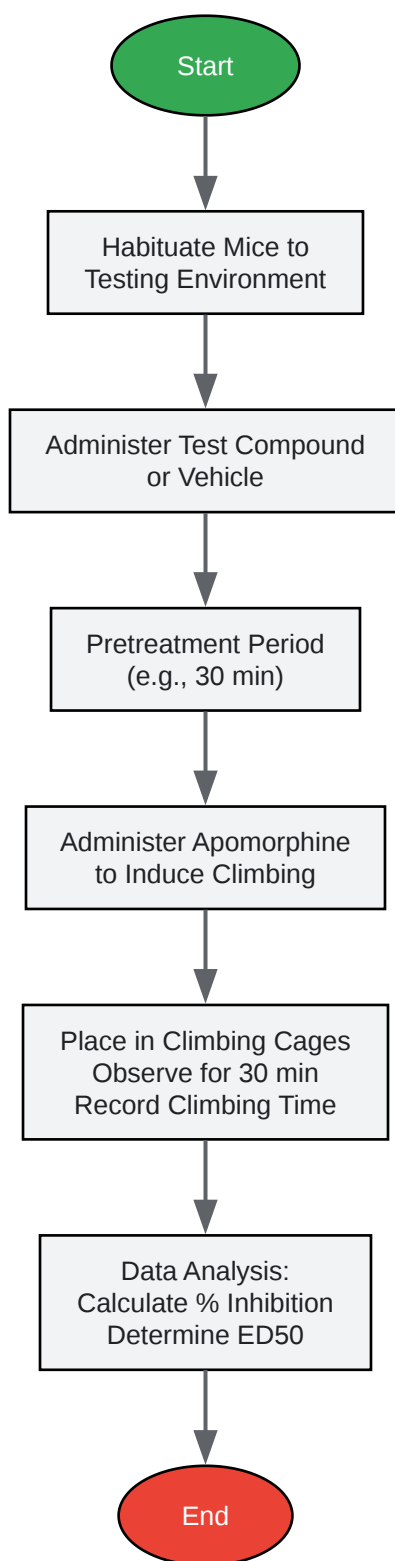 Start
Habituate Mice to
Testing Environment
Administer Test Compound
or Vehicle
Pretreatment Period
(e.g., 30 min)
Administer Apomorphine
to Induce Climbing
Place in Climbing Cages
Observe for 30 min
Record Climbing Time
Data Analysis:
Calculate % Inhibition
Determine ED50
End